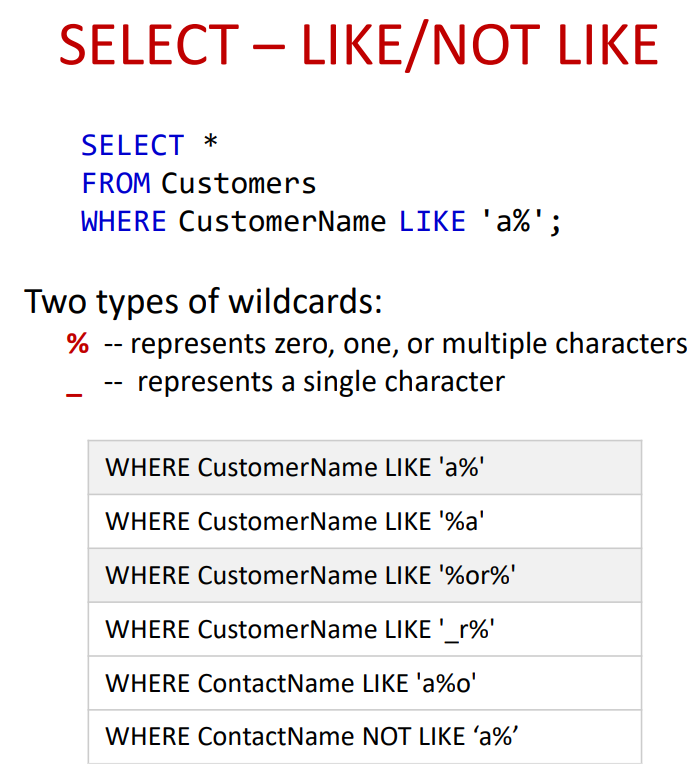 SELECT – LIKE/NOT LIKE
SELECT *
FROM Customers
WHERE CustomerName LIKE 'a%';
Two types of wildcards:
% -- represents zero, one, or multiple characters
_ -- represents a single character
WHERE CustomerName LIKE 'a%'
WHERE CustomerName LIKE '%a'
WHERE CustomerName LIKE '%or%'
WHERE CustomerName LIKE '_r%'
WHERE ContactName LIKE 'a%o'
WHERE ContactName NOT LIKE ‘a%’